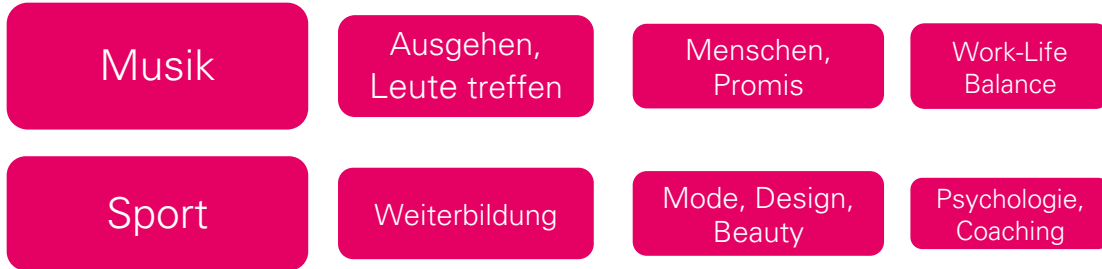 Musik
Ausgehen,
Leute treffen
Menschen,
Promis
Work-Life
Balance
Sport
Weiterbildung
Mode, Design,
Beauty
Psychologie,
Coaching